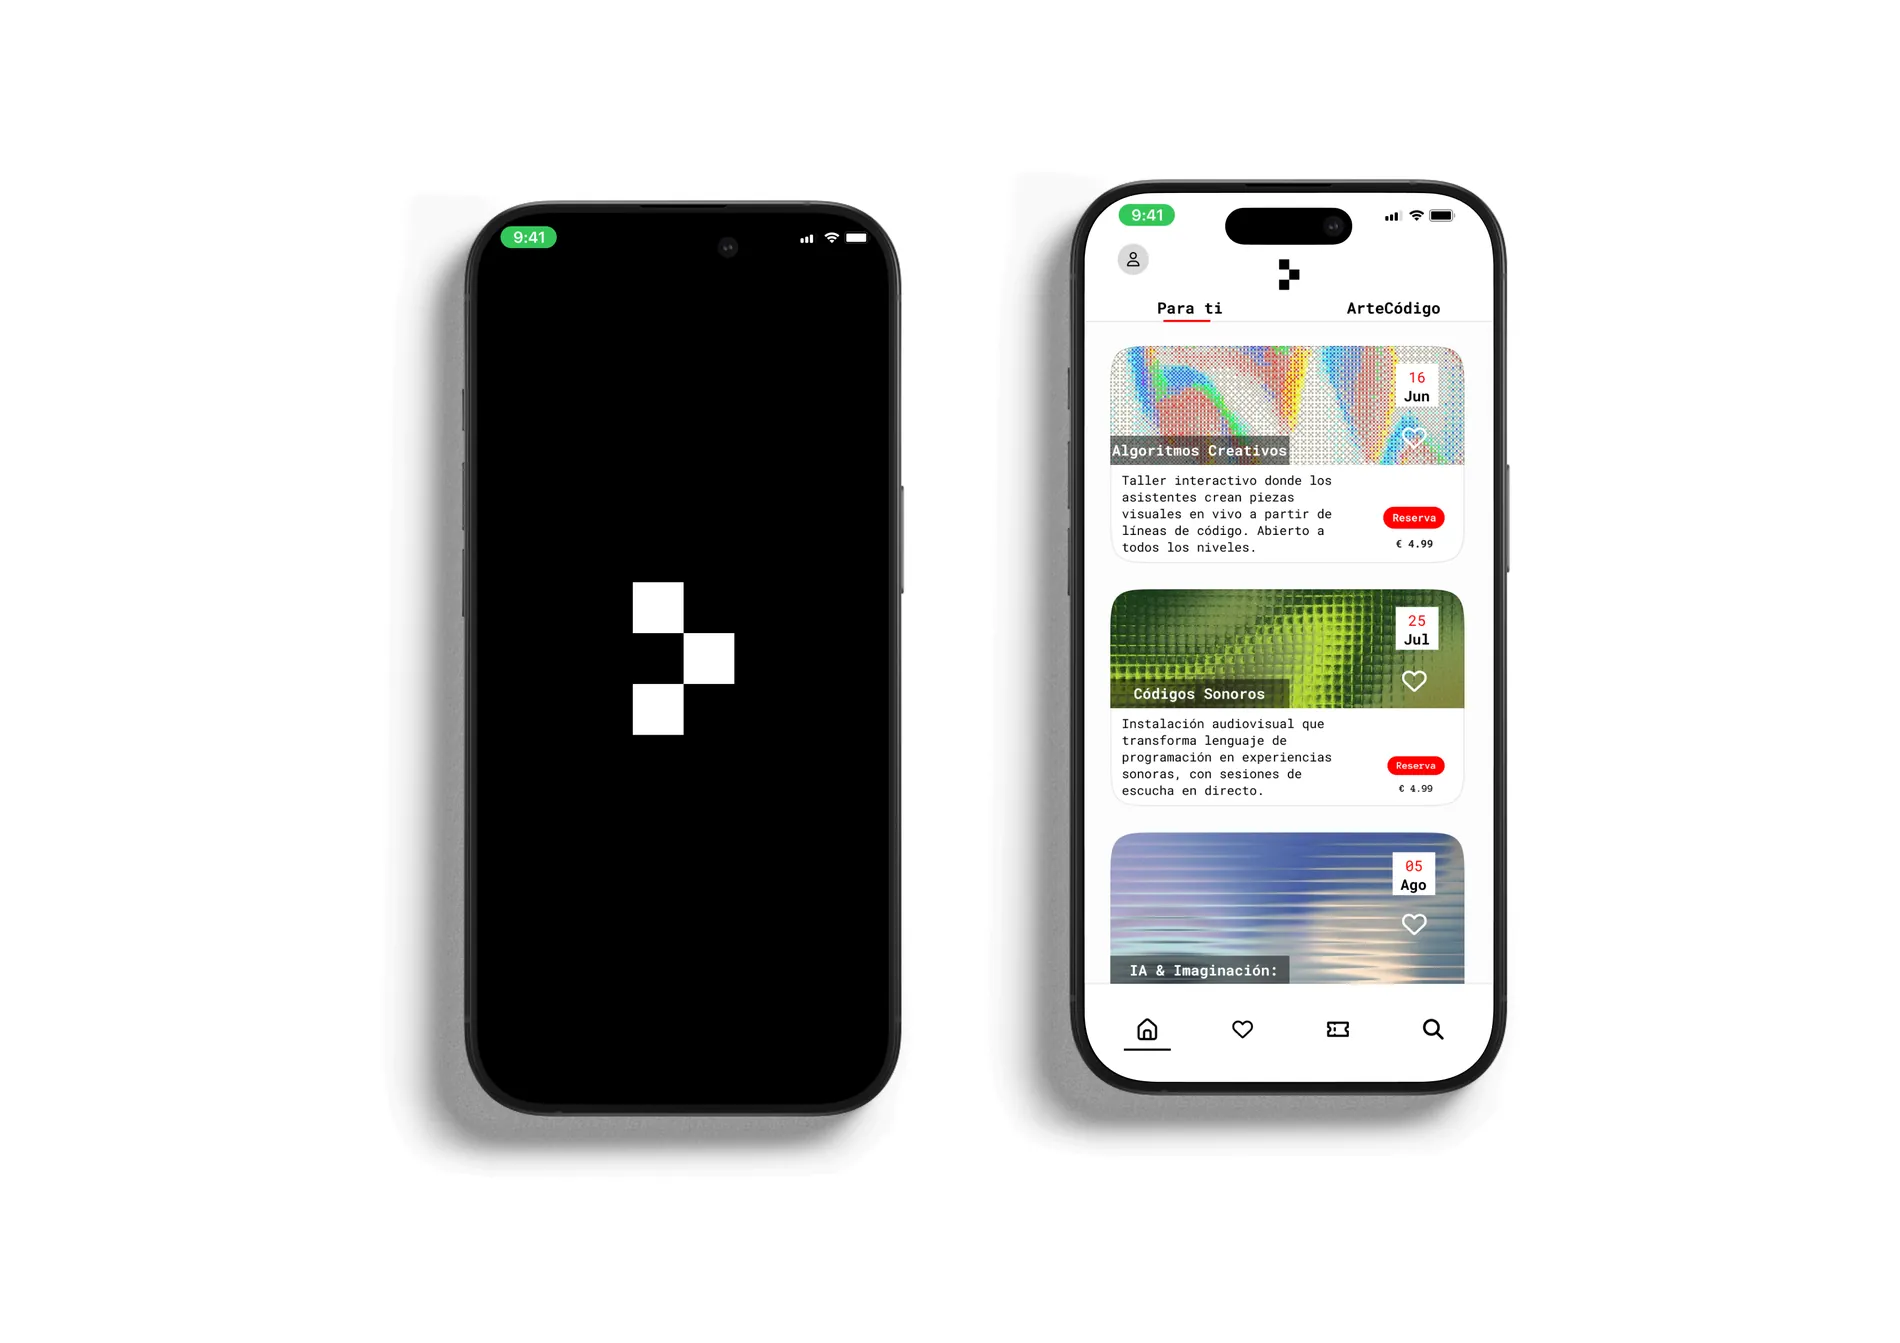 9:41
9:41
Para ti
ArteCódigo
16
Jun
Algoritmos Creativos
Taller interactivo donde los
asistentes crean piezas
visuales en vivo a partir de
líneas de código. Abierto a
todos los niveles.
Reserva
€ 4.99
25
Jul
Códigos Sonoros
Instalación audiovisual que
transforma lenguaje de
programación en experiencias
sonoras, con sesiones de
escucha en directo.
Reserva
€ 4.99
05
Ago
IA & Imaginación: